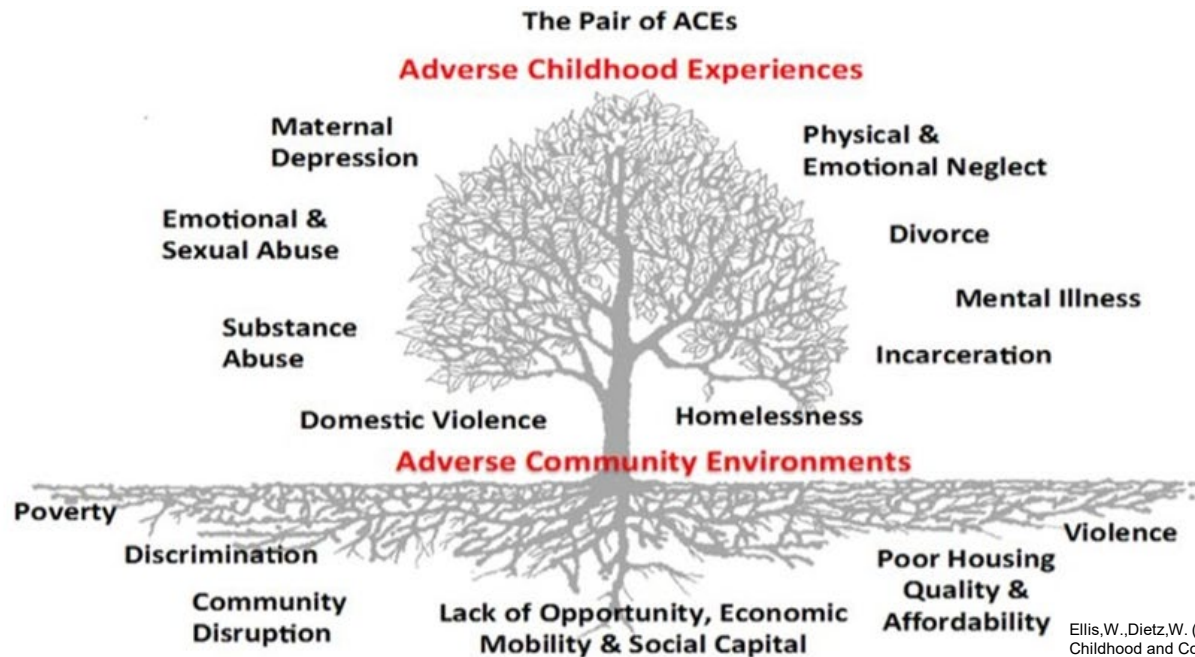 The Pair of ACEs
Adverse Childhood Experiences
Maternal
Depression
Physical &
Emotional Neglect
Emotional &
Sexual Abuse
Divorce
Mental Illness
Substance
Abuse
Incarceration
Domestic Violence
Homelessness
Adverse Community Environments
Poverty
Violence
Discrimination
Poor Housing
Quality &
Affordability
Community
Disruption
Lack of Opportunity, Economic
Mobility & Social Capital
Ellis,W.,Dietz,W. (
Childhood and Co